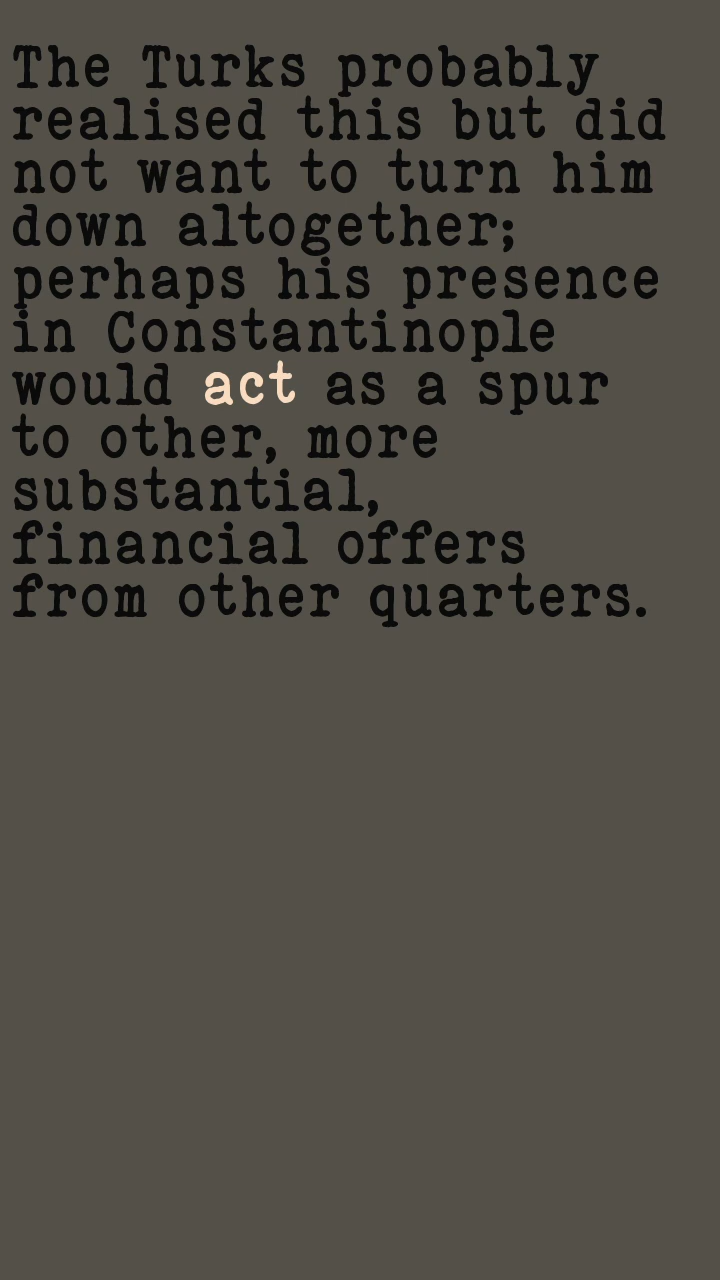 The Turks probably
realised this but did
not want to turn him
down altogether;
perhaps his presence
in Constantinople
would act as a spur
to other, more
substantial,
financial offers
from other quarters.